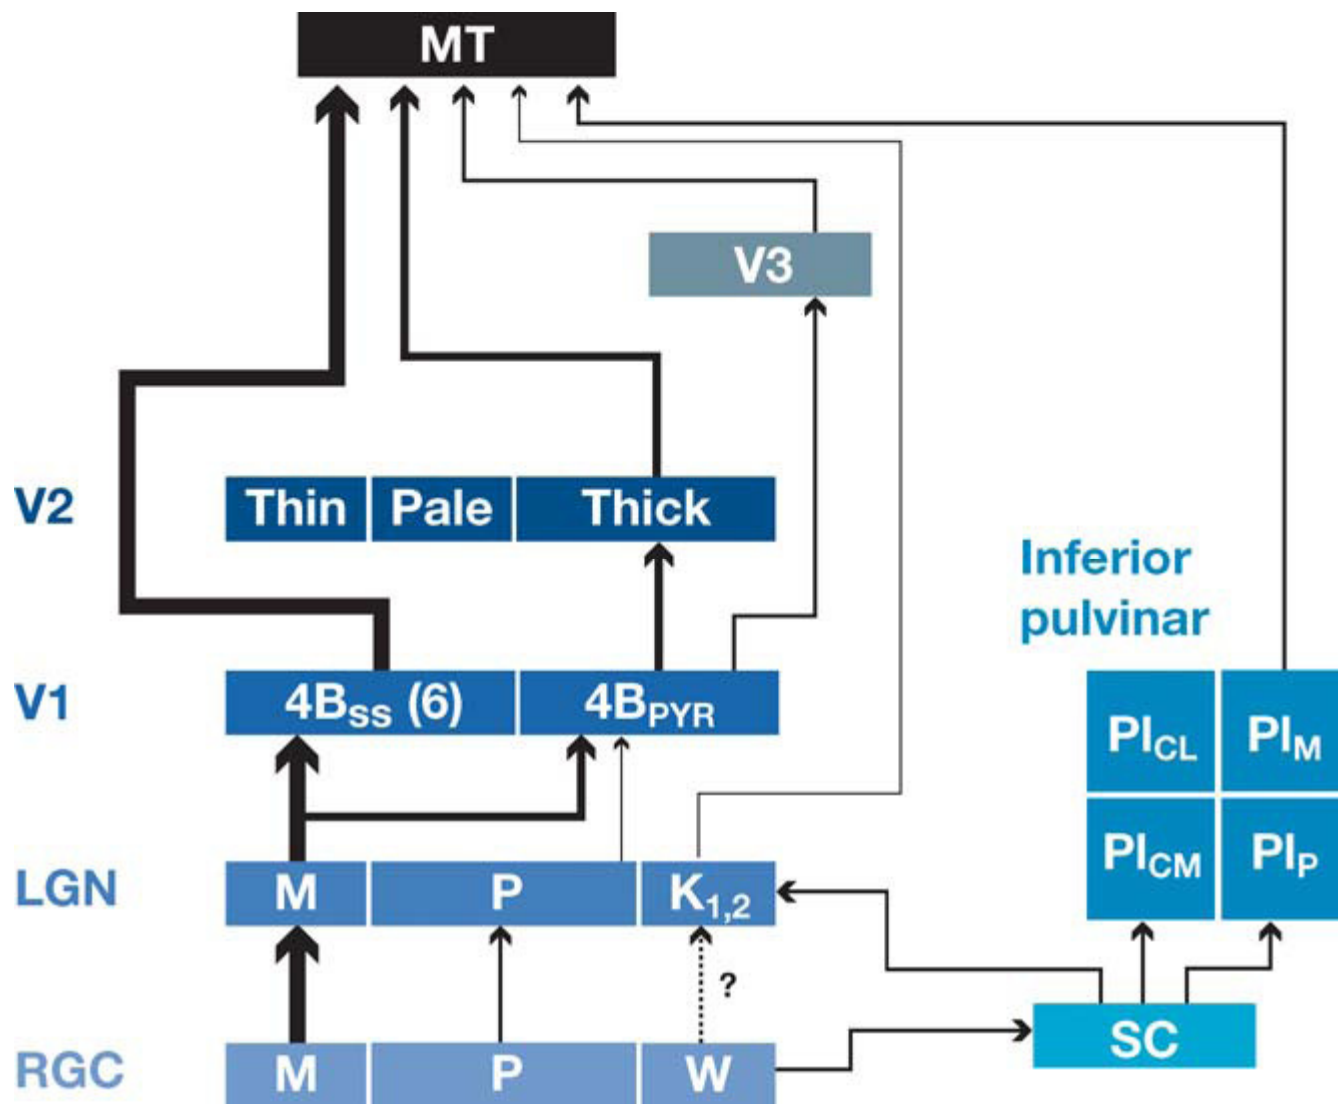 MT
V3
V2
Thin Pale Thick
Inferior
pulvinar
V1
4BSS (6) 4BPYR
PICL PIM
LGN
M P K1,2
PICM PIP
?
RGC
M P W
SC